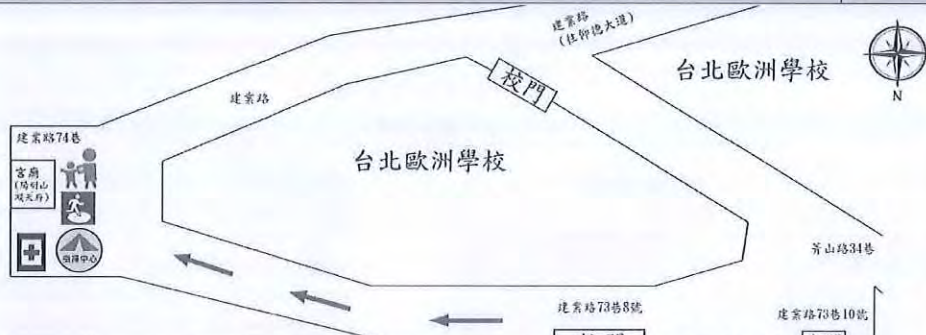 建業路
(往仰德大道)
台北歐洲學校
N
校門
建業路
建業路74巷
台北歐洲學校
宮廟
指揮中心
菁山路34巷
建業路73巷8號
建業路73巷10號